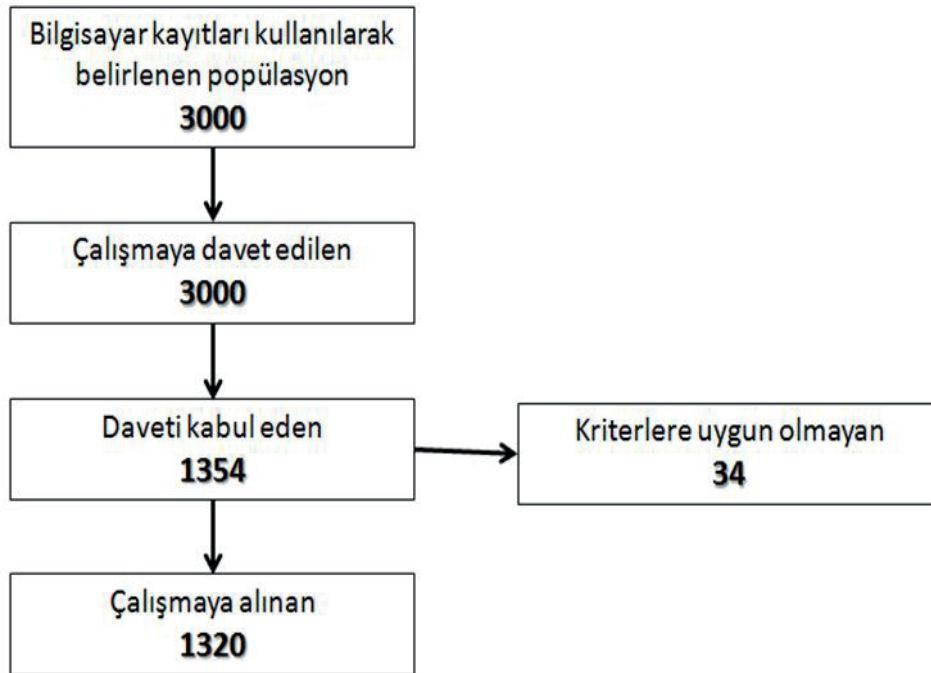 Bilgisayar kayıtları kullanılarak
belirlenen popülasyon
3000
Çalışmaya davet edilen
3000
Daveti kabul eden
1354
Kriterlere uygun olmayan
34
Çalışmaya alınan
1320